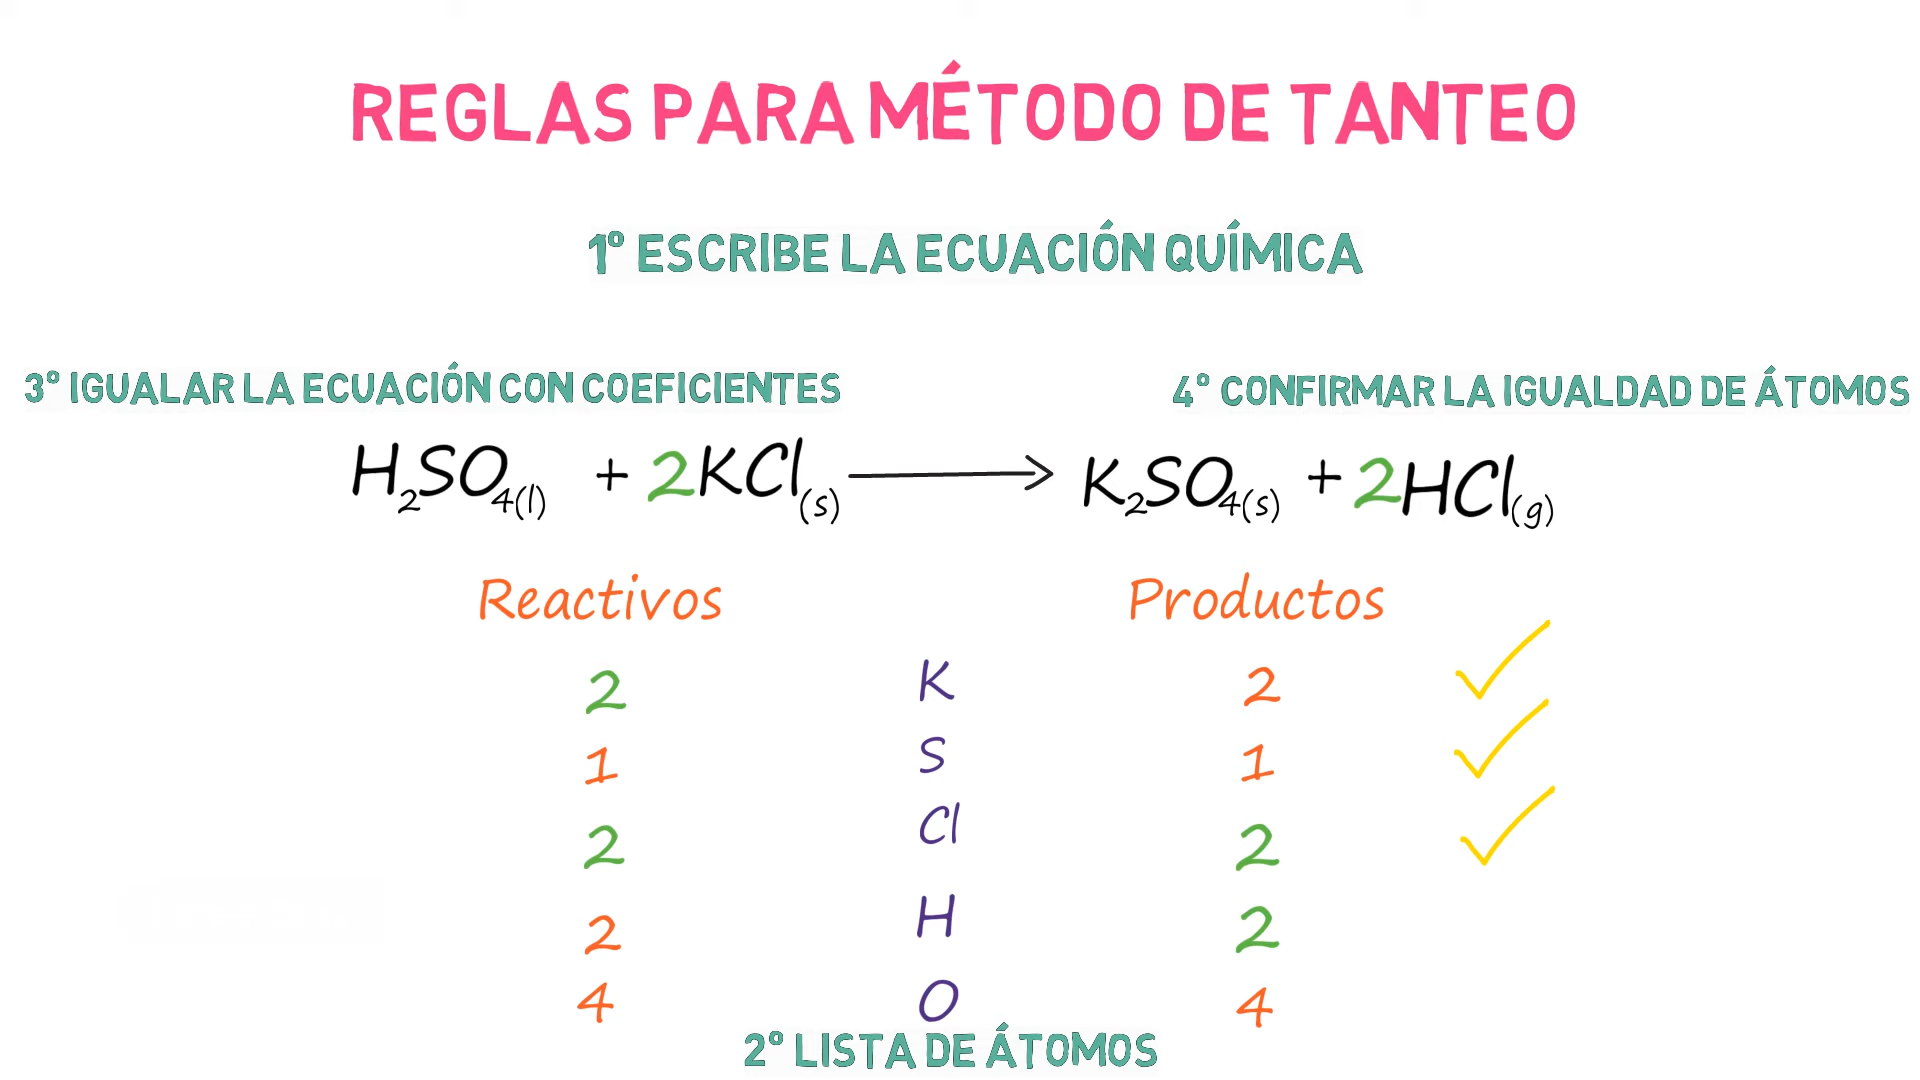 REGLAS PARA MÉTODO DE TANTEO
1° ESCRIBE LA ECUACIÓN QUÍMICA
3° IGUALAR LA ECUACIÓN CON COEFICIENTES
4° CONFIRMAR LA IGUALDAD DE ÁTOMOS
H₂SO₄(l) + 2KCl(s) ⟶ K₂SO₄(s) + 2HCl(g)
Reactivos Productos
2 K 2 ✓
1 S 1 ✓
2 Cl 2 ✓
2 H 2
4 O 4
2° LISTA DE ÁTOMOS